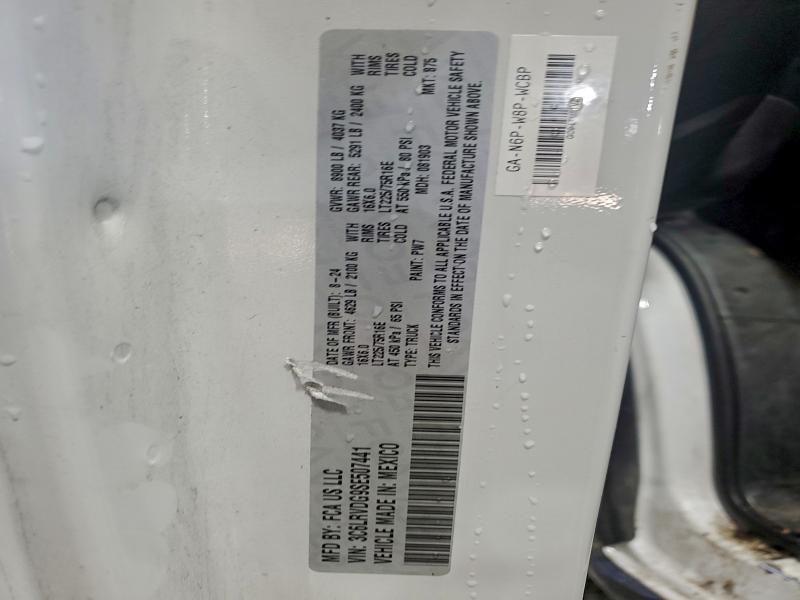 MFD BY: FCA US LLC
DATE OF MFR (BUILT): 8-24
GVWR: 8900 LB / 4037 KG
VIN: 3C6LRVDG9SE507441
GAWR FRONT: 4629 LB / 2100 KG WITH
GAWR REAR: 5291 LB / 2400 KG WITH
16X6.0 RIMS
16X6.0 RIMS
LT225/75R16E TIRES
LT225/75R16E TIRES
AT 450 kPa / 65 PSI COLD
AT 550 kPa / 80 PSI COLD
VEHICLE MADE IN: MEXICO
TYPE: TRUCK
PAINT: PW7
MDH: 081903
MKT: 875
THIS VEHICLE CONFORMS TO ALL APPLICABLE U.S.A. FEDERAL MOTOR VEHICLE SAFETY
STANDARDS IN EFFECT ON THE DATE OF MANUFACTURE SHOWN ABOVE.
GA-N6P-W8P-WCBP